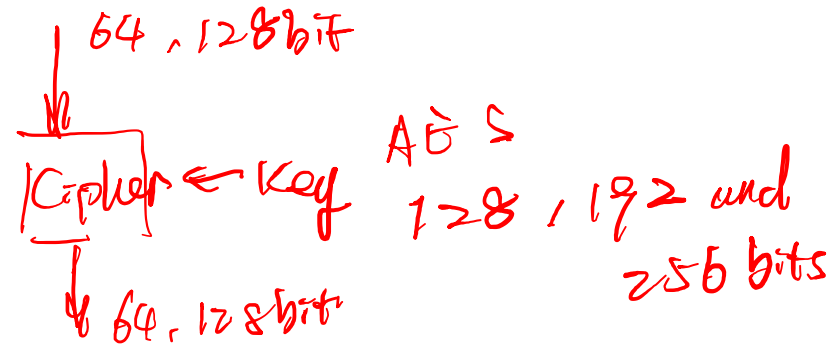 64, 128bit
Cipher ← Key
AES
128, 192 and
256 bits
64, 128bit